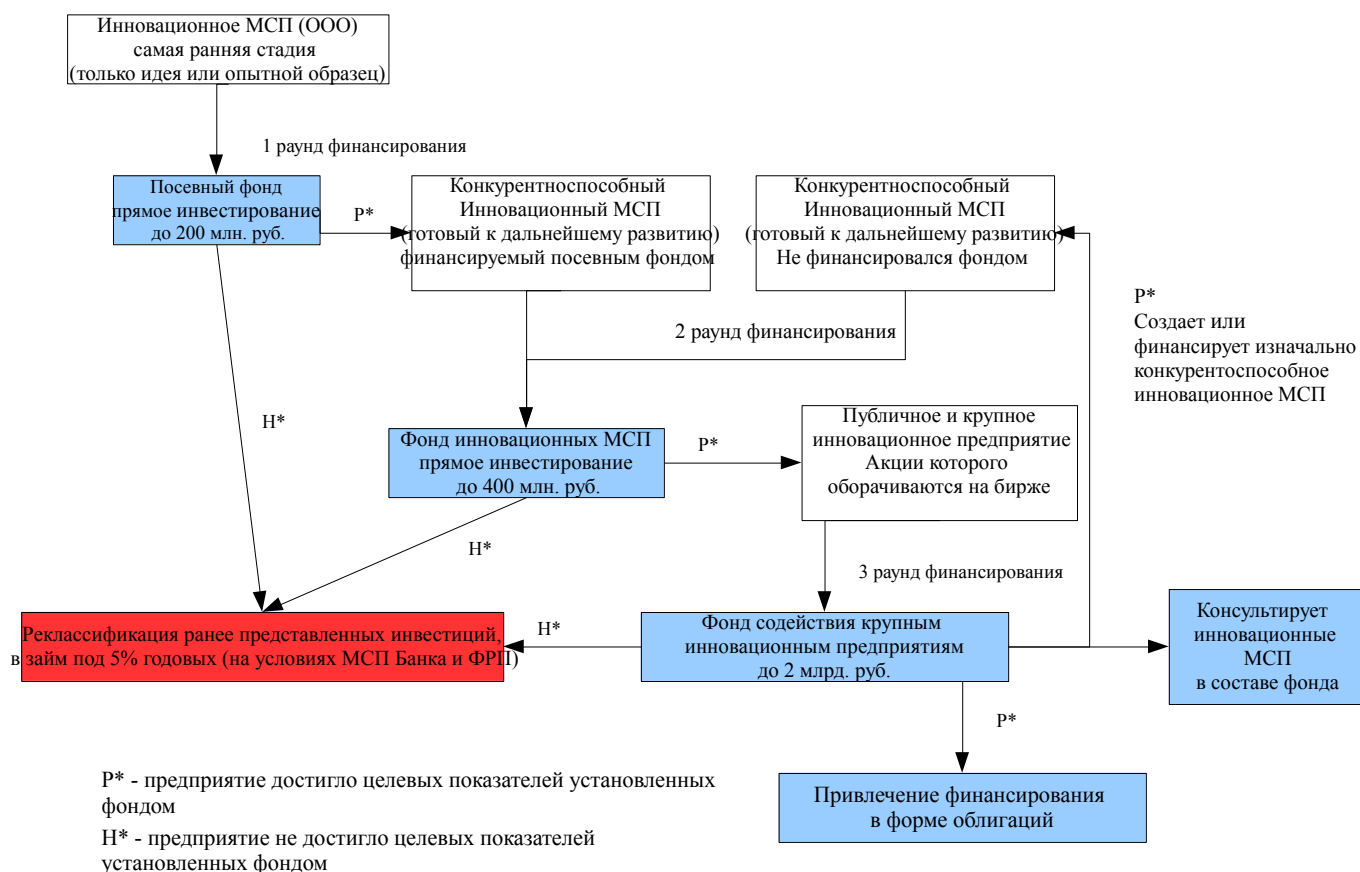 Инновационное МСП (ООО)
самая ранняя стадия
(только идея или опытной образец)
1 раунд финансирования
Посевный фонд
прямое инвестирование
до 200 млн. руб.
Р*
Конкурентноспособный
Инновационный МСП
(готовый к дальнейшему развитию)
финансируемый посевным фондом
Конкурентноспособный
Инновационный МСП
(готовый к дальнейшему развитию)
Не финансировался фондом
Р*
Создает или
финансирует изначально
конкурентоспособное
инновационное МСП
2 раунд финансирования
Н*
Фонд инновационных МСП
прямое инвестирование
до 400 млн. руб.
Р*
Публичное и крупное
инновационное предприятие
Акции которого
оборачиваются на бирже
Н*
3 раунд финансирования
Реклассификация ранее представленных инвестиций,
в займ под 5% годовых (на условиях МСП Банка и ФРП)
Н*
Фонд содействия крупным
инновационным предприятиям
до 2 млрд. руб.
Консультирует
инновационные
МСП
в составе фонда
Р*
Привлечение финансирования
в форме облигаций
Р* - предприятие достигло целевых показателей установленных
фондом
Н* - предприятие не достигло целевых показателей
установленных фондом